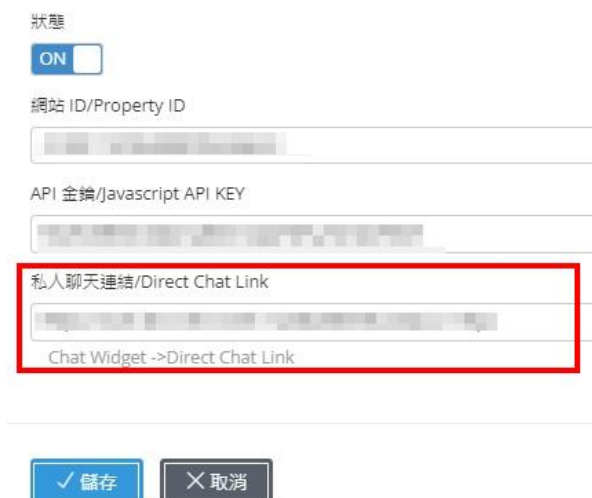 狀態
ON
網站 ID/Property ID
API 金鑰/Javascript API KEY
私人聊天連結/Direct Chat Link
Chat Widget ->Direct Chat Link
儲存
取消